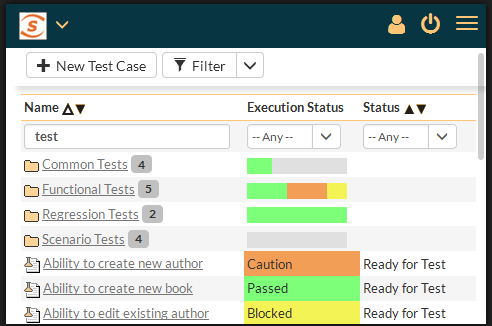 S
New Test Case Filter
Name Execution Status Status
test -- Any -- -- Any --
Common Tests 4
Functional Tests 5
Regression Tests 2
Scenario Tests 4
Ability to create new author Caution Ready for Test
Ability to create new book Passed Ready for Test
Ability to edit existing author Blocked Ready for Test